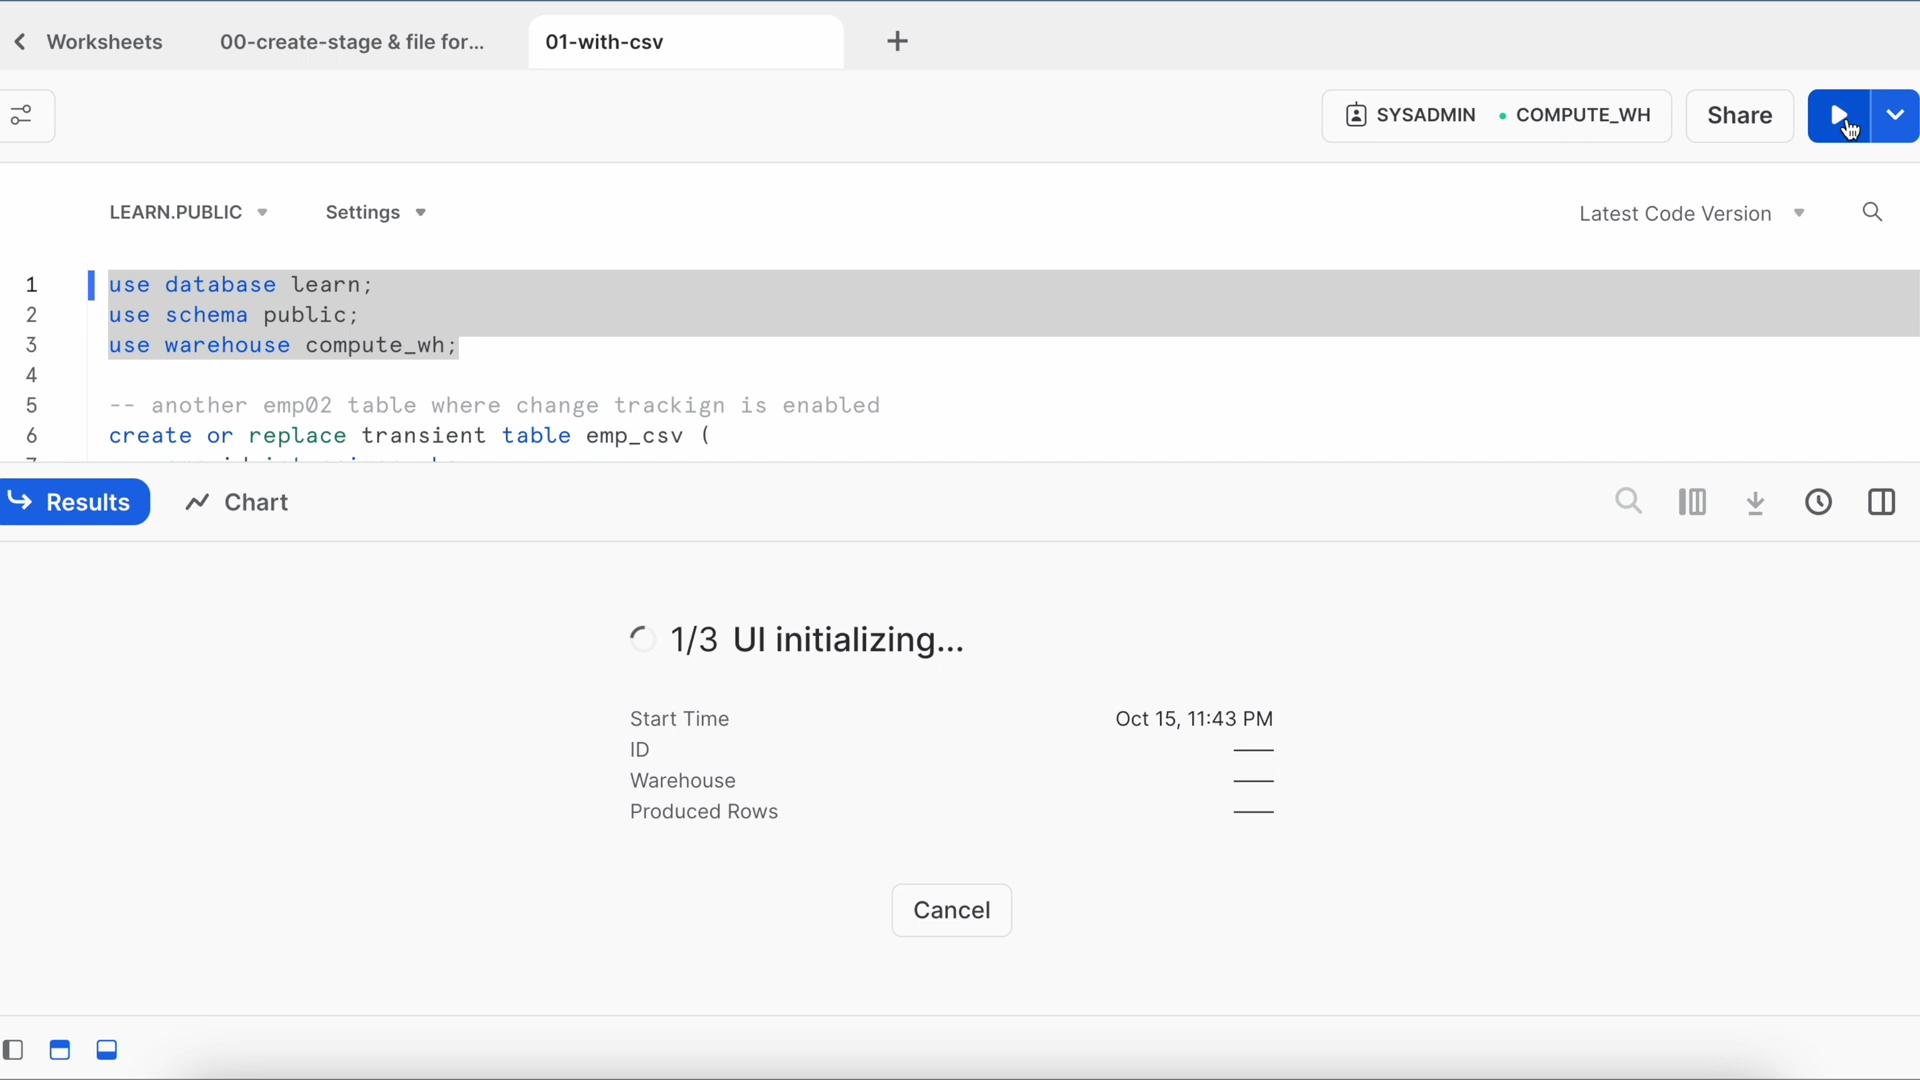 Worksheets
00-create-stage & file for...
01-with-csv
SYSADMIN
COMPUTE_WH
Share
LEARN.PUBLIC
Settings
Latest Code Version
1 use database learn;
2 use schema public;
3 use warehouse compute_wh;
4
5 -- another emp02 table where change trackign is enabled
6 create or replace transient table emp_csv (
Results
Chart
1/3 UI initializing...
Start Time Oct 15, 11:43 PM
ID
Warehouse
Produced Rows
Cancel